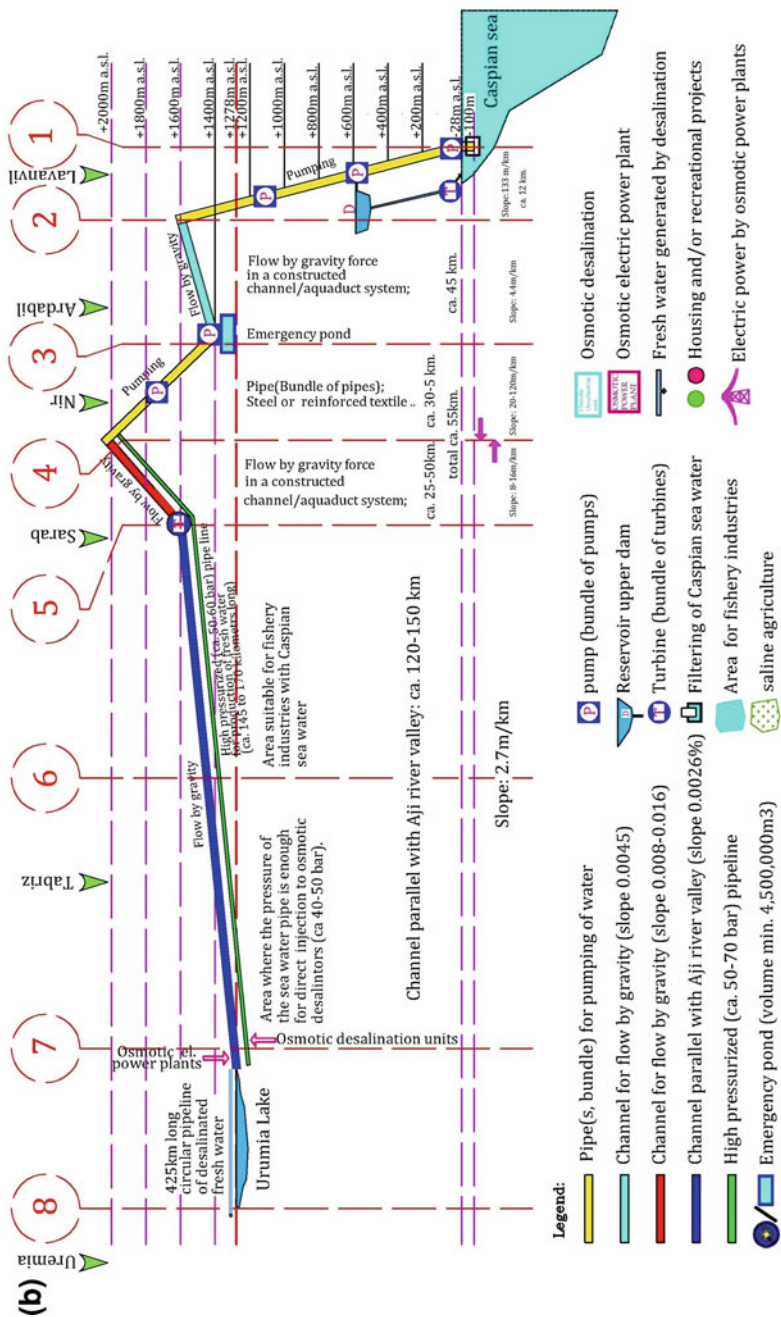 (b)
Uremia
Tabriz
Sarab
Nir
Ardabil
Lavanvil
8
7
6
5
4
3
2
1
+2000m a.s.l.
+1800m a.s.l.
+1600m a.s.l.
+1400m a.s.l.
+1278m a.s.l.
+1200m a.s.l.
+1000m a.s.l.
+800m a.s.l.
+600m a.s.l.
+400m a.s.l.
+200m a.s.l.
-28m a.s.l.
-100m
Caspian sea
Pumping
P
P
P
D
T
Flow by gravity
P
Pumping
P
Flow by gravity
T
Flow by gravity
High pressurized (ca. 50-60 bar) pipe line
for production of fresh water
(ca. 145 to 170 kilometrs long)
425km long
circular pipeline
of desalinated
fresh water
Osmotic el.
power plants
Urumia Lake
Osmotic desalination units
Area where the pressure of
the sea water pipe is enough
for direct injection to osmotic
desalintors (ca 40-50 bar).
Area suitable for fishery
industries with Caspian
sea water
Flow by gravity force
in a constructed
channel/aquaduct system;
Pipe(Bundle of pipes);
Steel or reinforced textile ..
Emergency pond
Flow by gravity force
in a constructed
channel/aquaduct system;
Channel parallel with Aji river valley: ca. 120-150 km
Slope: 2.7m/km
ca. 25-50km.
ca. 30-5 km.
total ca. 55km.
ca. 45 km.
Slope: 8-16m/km
Slope: 20-120m/km
Slope: 4.4m/km
Slope:133 m/km
ca. 12 km.
Legend:
Pipe(s, bundle) for pumping of water
Channel for flow by gravity (slope 0.0045)
Channel for flow by gravity (slope 0.008-0.016)
Channel parallel with Aji river valley (slope 0.0026%)
High pressurized (ca. 50-70 bar) pipeline
Emergency pond (volume min. 4,500,000m3)
P pump (bundle of pumps)
D Reservoir upper dam
T Turbine (bundle of turbines)
Filtering of Caspian sea water
Area for fishery industries
saline agriculture
Osmotic desalination
OSMOTIC POWER PLANT Osmotic electric power plant
Fresh water generated by desalination
Housing and/or recreational projects
Electric power by osmotic power plants